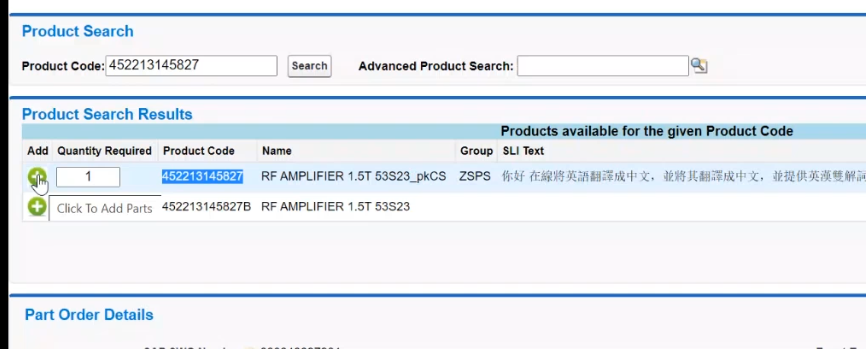 Product Search
Product Code: 452213145827 Search Advanced Product Search:
Product Search Results
Products available for the given Product Code
Add Quantity Required Product Code Name Group SLI Text
1 452213145827 RF AMPLIFIER 1.5T 53S23_pkCS ZSPS 你好 在線將英語翻譯成中文，並將其翻譯成中文，並提供英漢雙解詞
Click To Add Parts 452213145827B RF AMPLIFIER 1.5T 53S23
Part Order Details